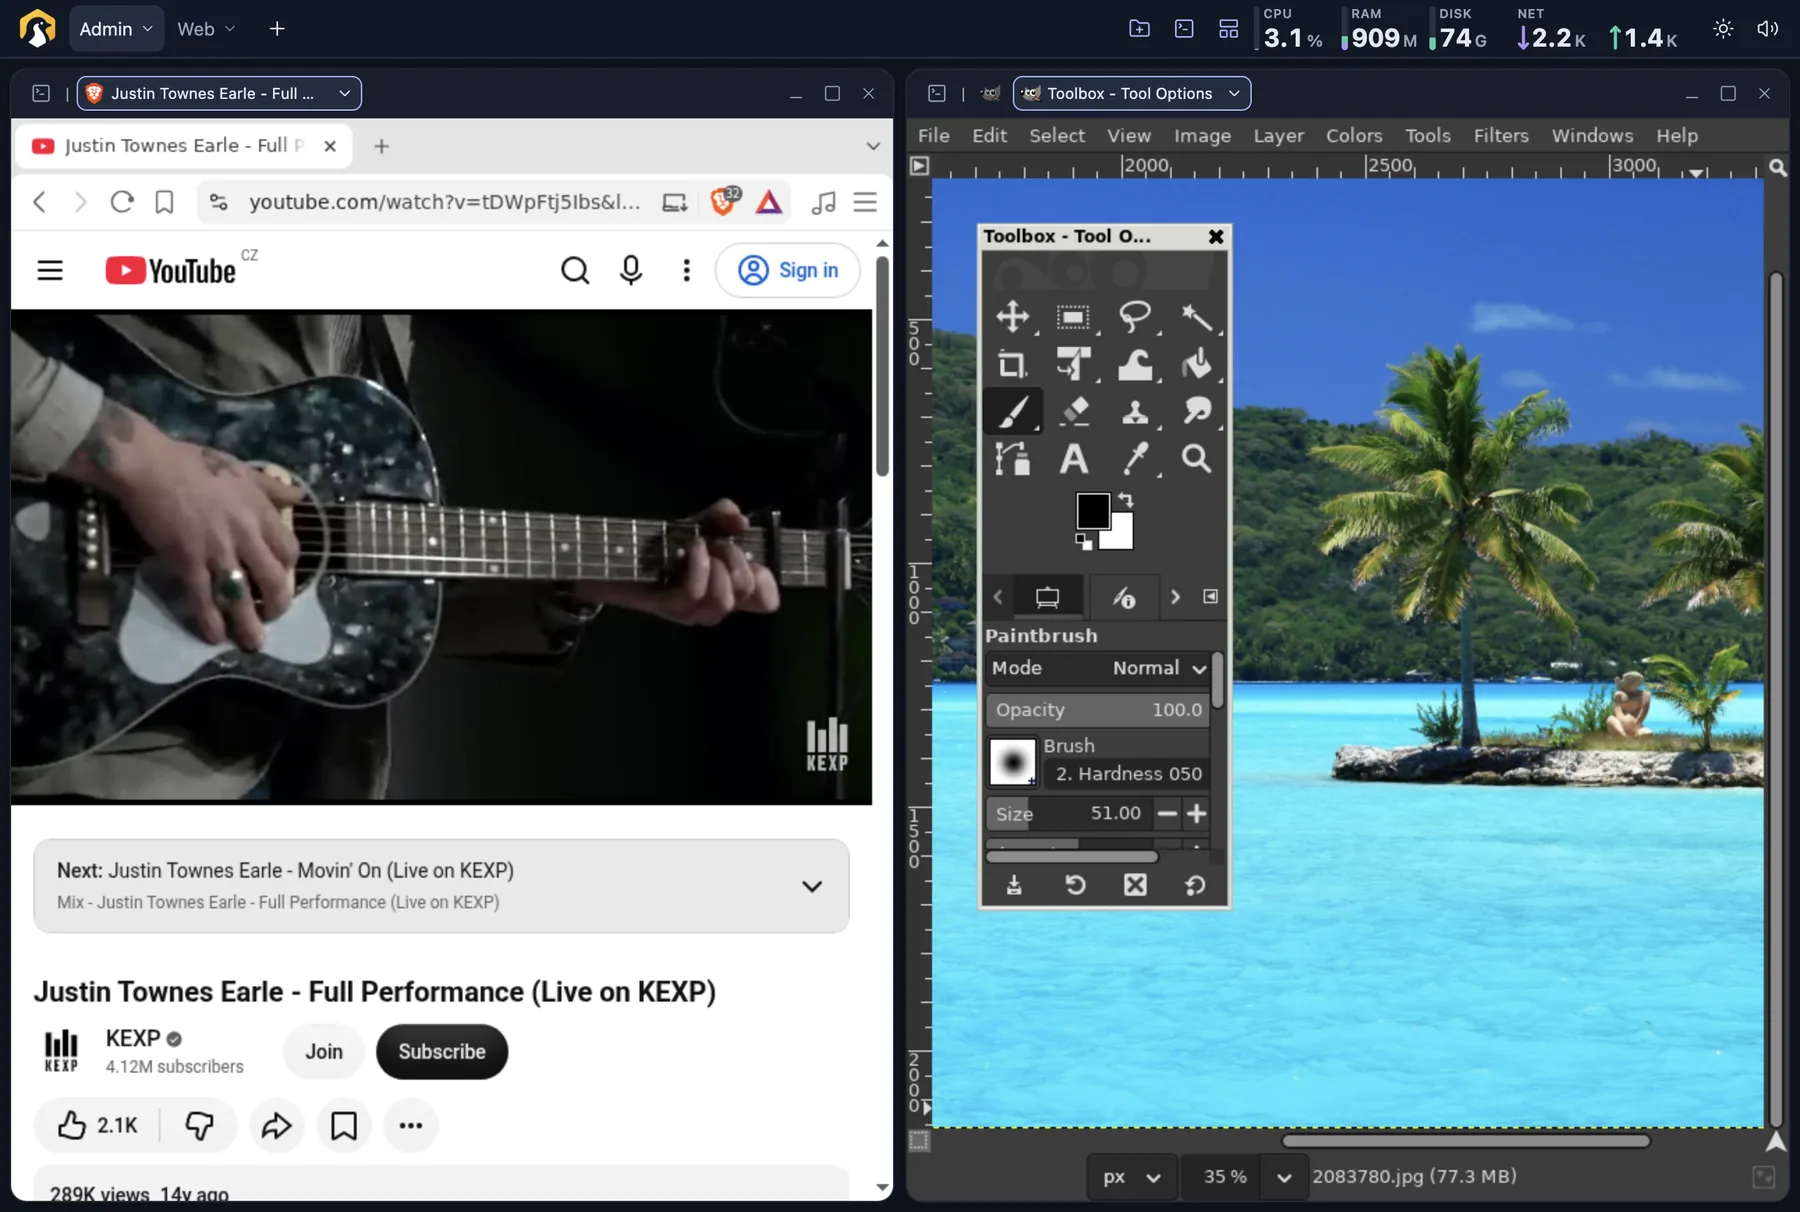 Admin
Web
CPU
3.1 %
RAM
909 M
DISK
74 G
NET
2.2 K
1.4 K
Justin Townes Earle - Full ...
Toolbox - Tool Options
Justin Townes Earle - Full P
youtube.com/watch?v=tDWpFtj5Ibs&l...
32
YouTube CZ
Sign in
KEXP
Next: Justin Townes Earle - Movin' On (Live on KEXP)
Mix - Justin Townes Earle - Full Performance (Live on KEXP)
Justin Townes Earle - Full Performance (Live on KEXP)
KEXP
KEXP
4.12M subscribers
Join
Subscribe
2.1K
289K views 14y ago
File Edit Select View Image Layer Colors Tools Filters Windows Help
2000 2500 3000
500
1000
1500
2000
Toolbox - Tool O...
Paintbrush
Mode Normal
Opacity 100.0
Brush
2. Hardness 050
Size 51.00
px 35 % 2083780.jpg (77.3 MB)